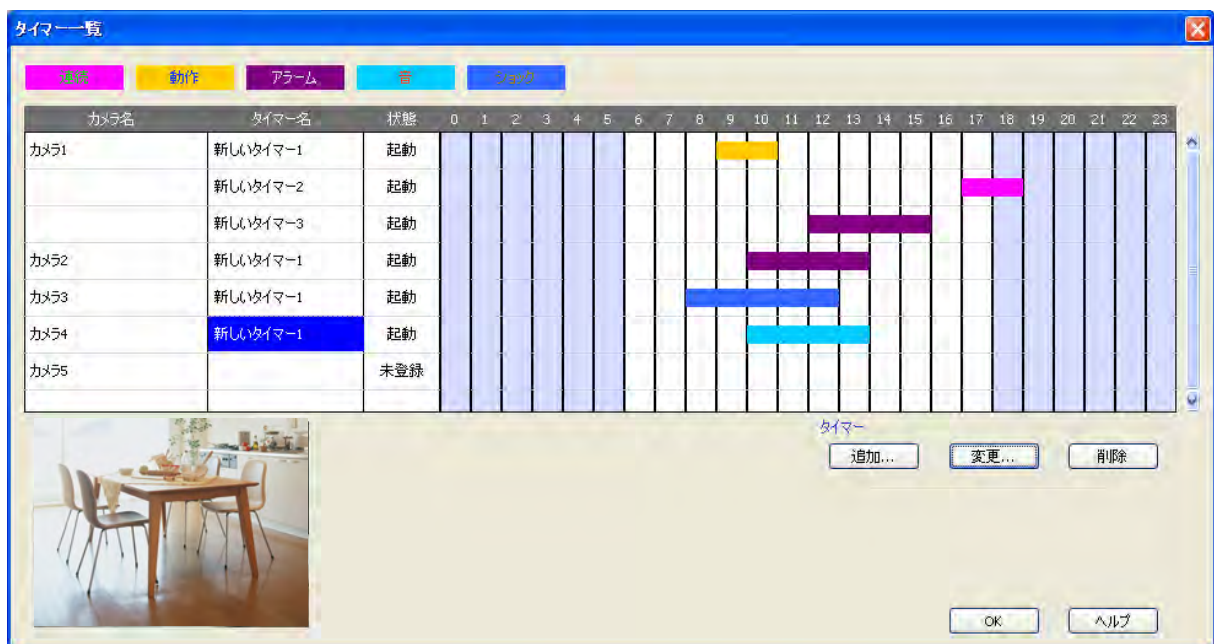 タイマー一覧
連続 動作 アラーム 音
カメラ名 タイマー名 状態 0 1 2 3 4 5 6 7 8 9 10 11 12 13 14 15 16 17 18 19 20 21 22 23
カメラ1 新しいタイマー1 起動
新しいタイマー2 起動
新しいタイマー3 起動
カメラ2 新しいタイマー1 起動
カメラ3 新しいタイマー1 起動
カメラ4 新しいタイマー1 起動
カメラ5 未登録
タイマー
追加... 変更... 削除
OK ヘルプ